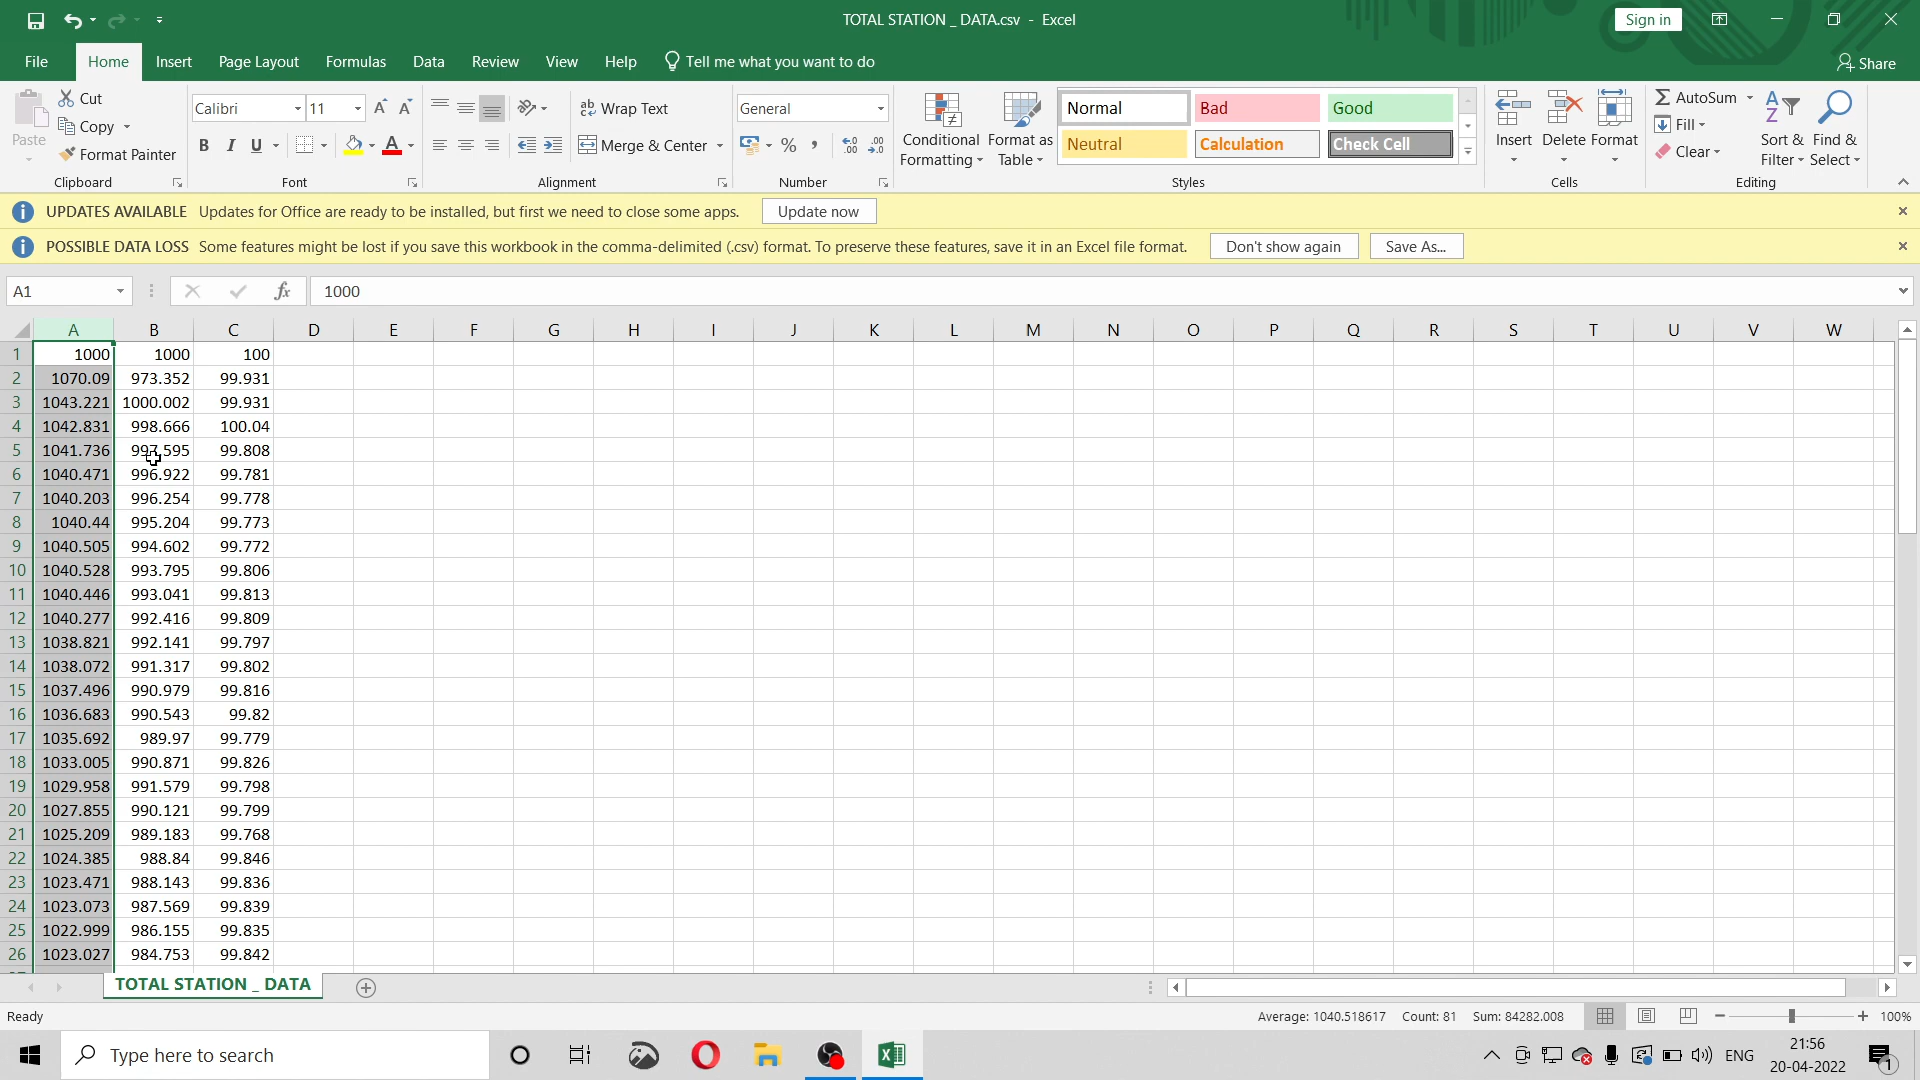 TOTAL STATION _ DATA.csv - Excel
Sign in
File Home Insert Page Layout Formulas Data Review View Help Tell me what you want to do
Share
Paste
Cut
Copy
Format Painter
Clipboard
Calibri 11
B I U
Font
Wrap Text
Merge & Center
Alignment
General
%
Number
Conditional Formatting
Format as Table
Normal Bad Good
Neutral Calculation Check Cell
Styles
Insert Delete Format
Cells
AutoSum
Fill
Clear
Sort & Filter
Find & Select
Editing
UPDATES AVAILABLE Updates for Office are ready to be installed, but first we need to close some apps. Update now
POSSIBLE DATA LOSS Some features might be lost if you save this workbook in the comma-delimited (.csv) format. To preserve these features, save it in an Excel file format. Don't show again Save As...
A1 fx 1000
A B C D E F G H I J K L M N O P Q R S T U V W
1 1000 1000 100
2 1070.09 973.352 99.931
3 1043.221 1000.002 99.931
4 1042.831 998.666 100.04
5 1041.736 997.595 99.808
6 1040.471 996.922 99.781
7 1040.203 996.254 99.778
8 1040.44 995.204 99.773
9 1040.505 994.602 99.772
10 1040.528 993.795 99.806
11 1040.446 993.041 99.813
12 1040.277 992.416 99.809
13 1038.821 992.141 99.797
14 1038.072 991.317 99.802
15 1037.496 990.979 99.816
16 1036.683 990.543 99.82
17 1035.692 989.97 99.779
18 1033.005 990.871 99.826
19 1029.958 991.579 99.798
20 1027.855 990.121 99.799
21 1025.209 989.183 99.768
22 1024.385 988.84 99.846
23 1023.471 988.143 99.836
24 1023.073 987.569 99.839
25 1022.999 986.155 99.835
26 1023.027 984.753 99.842
TOTAL STATION _ DATA
Ready Average: 1040.518617 Count: 81 Sum: 84282.008 100%
Type here to search
ENG
21:56
20-04-2022
1